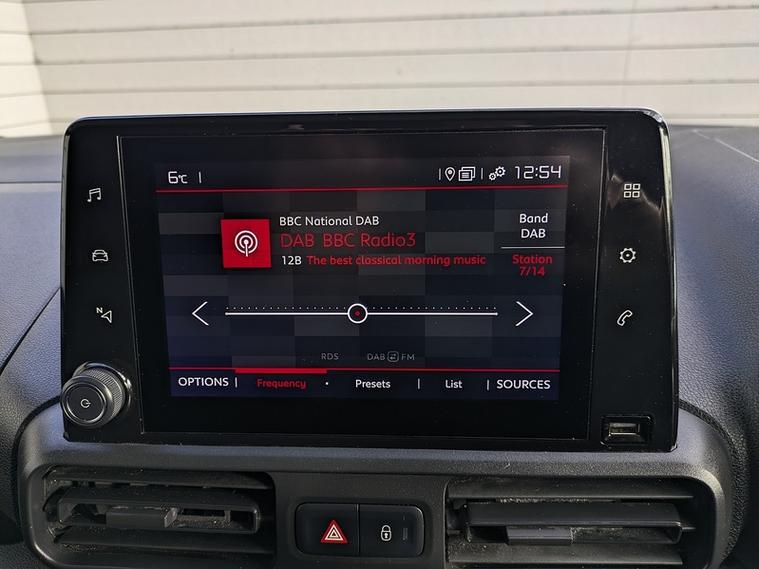 6°C
12:54
BBC National DAB
DAB BBC Radio3
12B The best classical morning music
Band
DAB
Station
7/14
N
RDS DAB FM
OPTIONS Frequency Presets List SOURCES